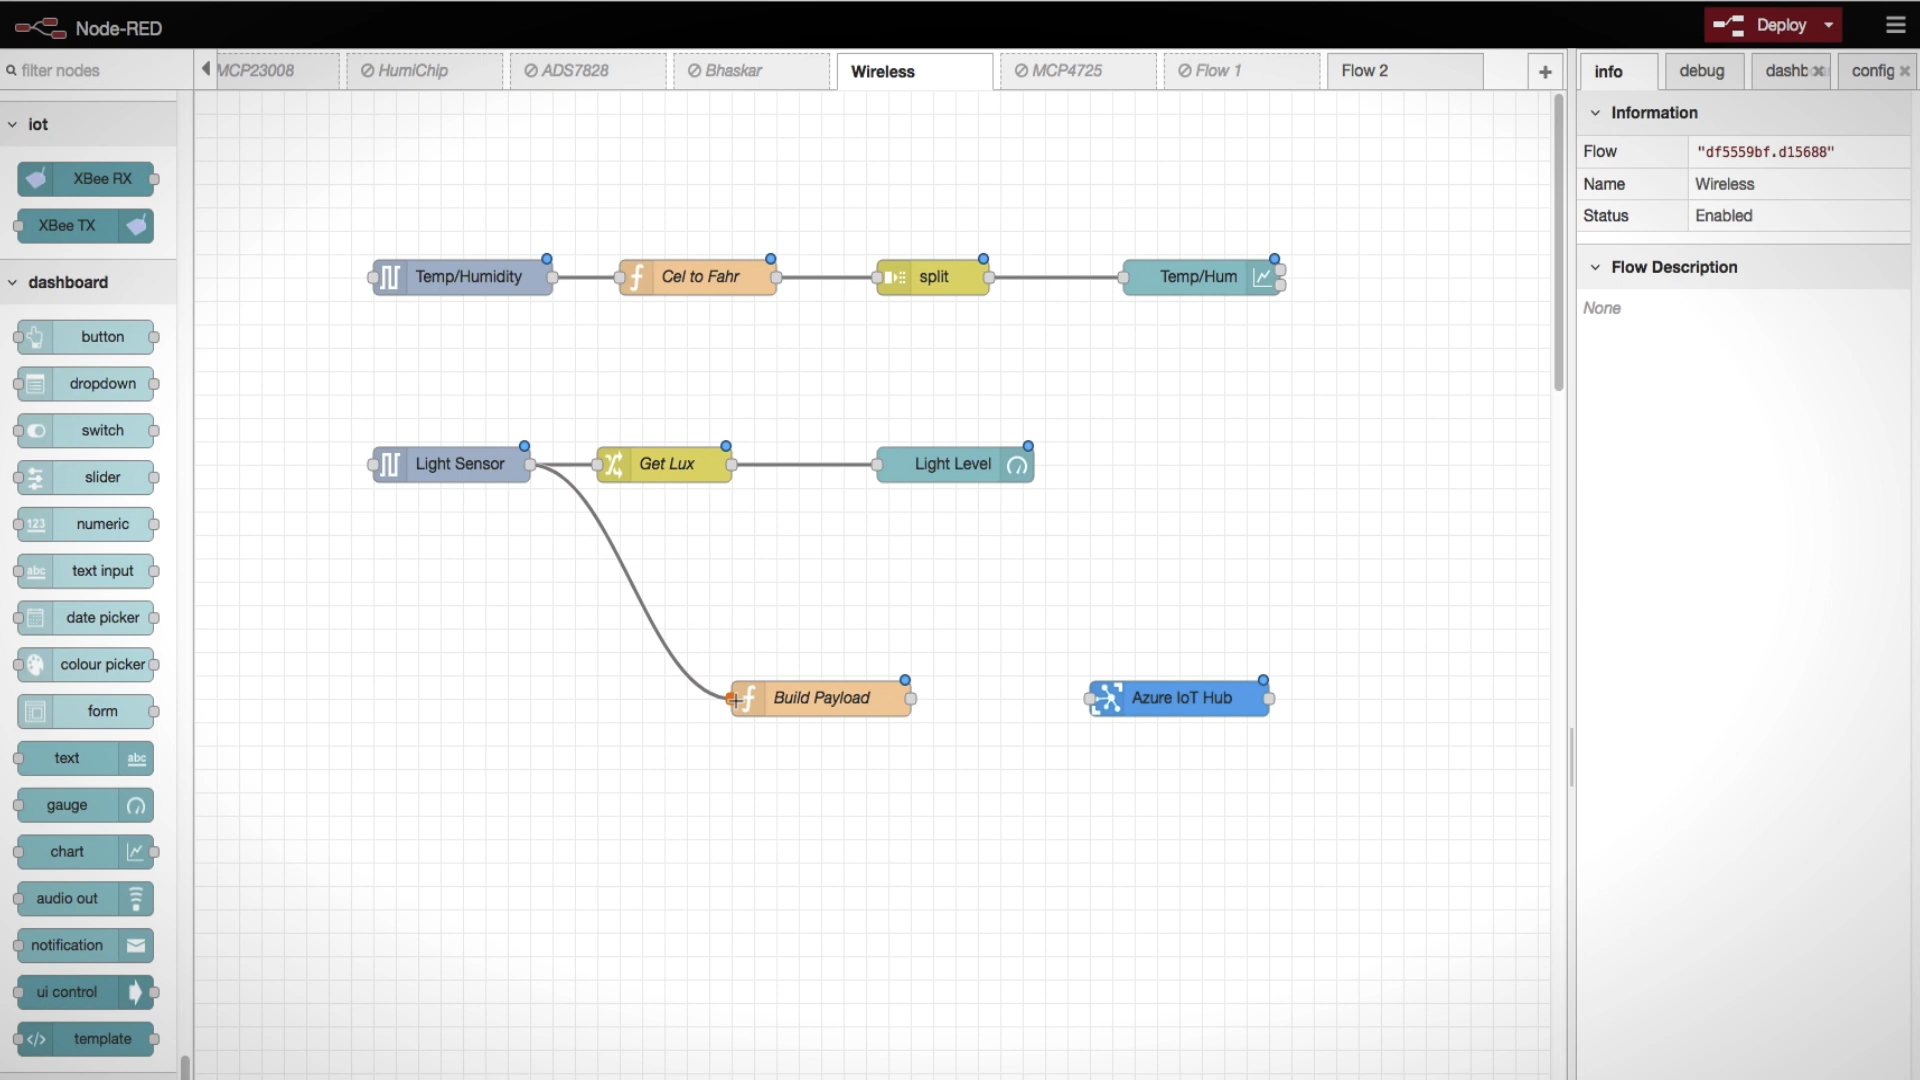 Node-RED
Deploy
filter nodes
MCP23008
HumiChip
ADS7828
Bhaskar
Wireless
MCP4725
Flow 1
Flow 2
+
info
debug
dashb
config
iot
XBee RX
XBee TX
dashboard
button
dropdown
switch
slider
123
numeric
abc
text input
date picker
colour picker
form
text
abc
gauge
chart
audio out
notification
ui control
</>
template
Temp/Humidity
f
Cel to Fahr
split
Temp/Hum
Light Sensor
Get Lux
Light Level
f
Build Payload
Azure IoT Hub
Information
Flow "df5559bf.d15688"
Name Wireless
Status Enabled
Flow Description
None